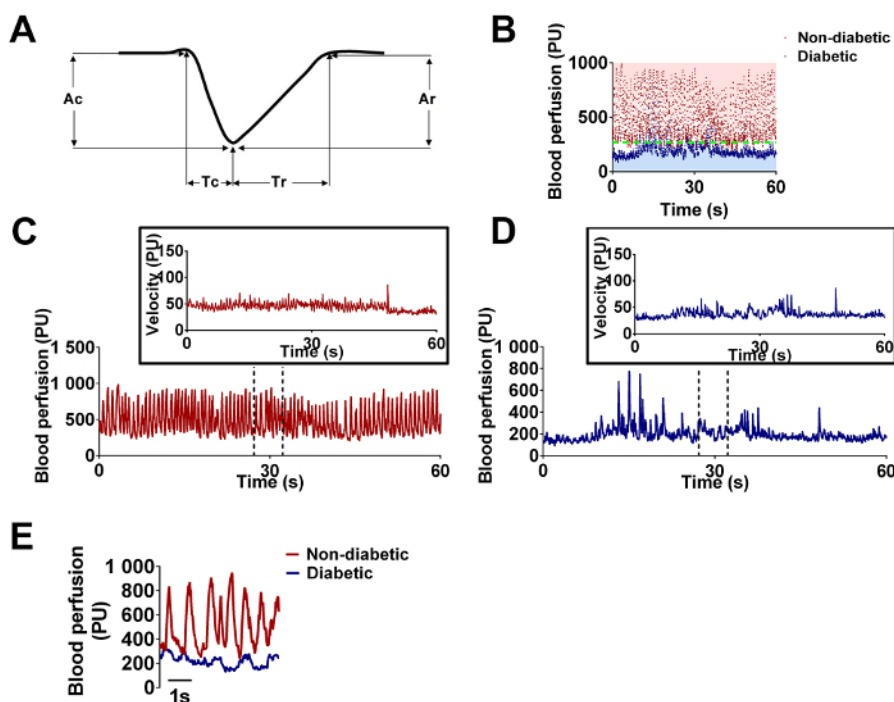 A
Ac
Ar
Tc
Tr
B
Non-diabetic
Diabetic
Blood perfusion (PU)
1000
500
0
0 30 60
Time (s)
C
Velocity (PU)
150
100
50
0
0 30 60
Time (s)
Blood perfusion (PU)
1 500
1 000
500
0
0 30 60
Time (s)
D
Velocity (PU)
150
100
50
0
0 30 60
Time (s)
Blood perfusion (PU)
1 000
800
600
400
200
0
0 30 60
Time (s)
E
Non-diabetic
Diabetic
Blood perfusion
(PU)
1 000
800
600
400
200
0
1s